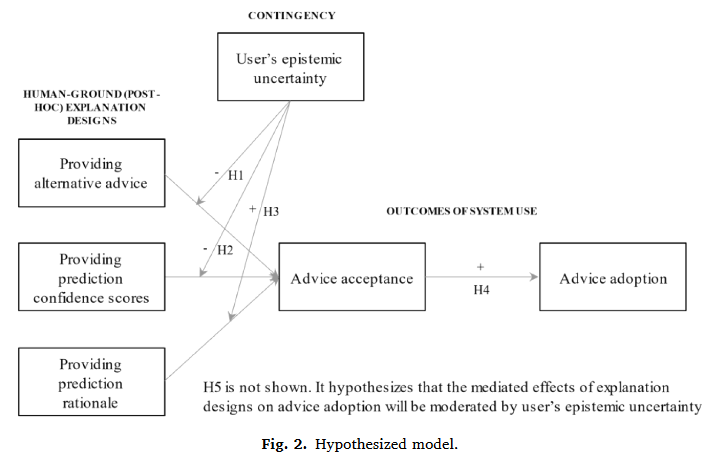 CONTINGENCY
User's epistemic
uncertainty
HUMAN-GROUND (POST-
HOC) EXPLANATION
DESIGNS
Providing
alternative advice
- H1
+ H3
OUTCOMES OF SYSTEM USE
- H2
Providing
prediction
confidence scores
Advice acceptance
+
H4
Advice adoption
Providing
prediction
rationale
H5 is not shown. It hypothesizes that the mediated effects of explanation
designs on advice adoption will be moderated by user's epistemic uncertainty
Fig. 2. Hypothesized model.